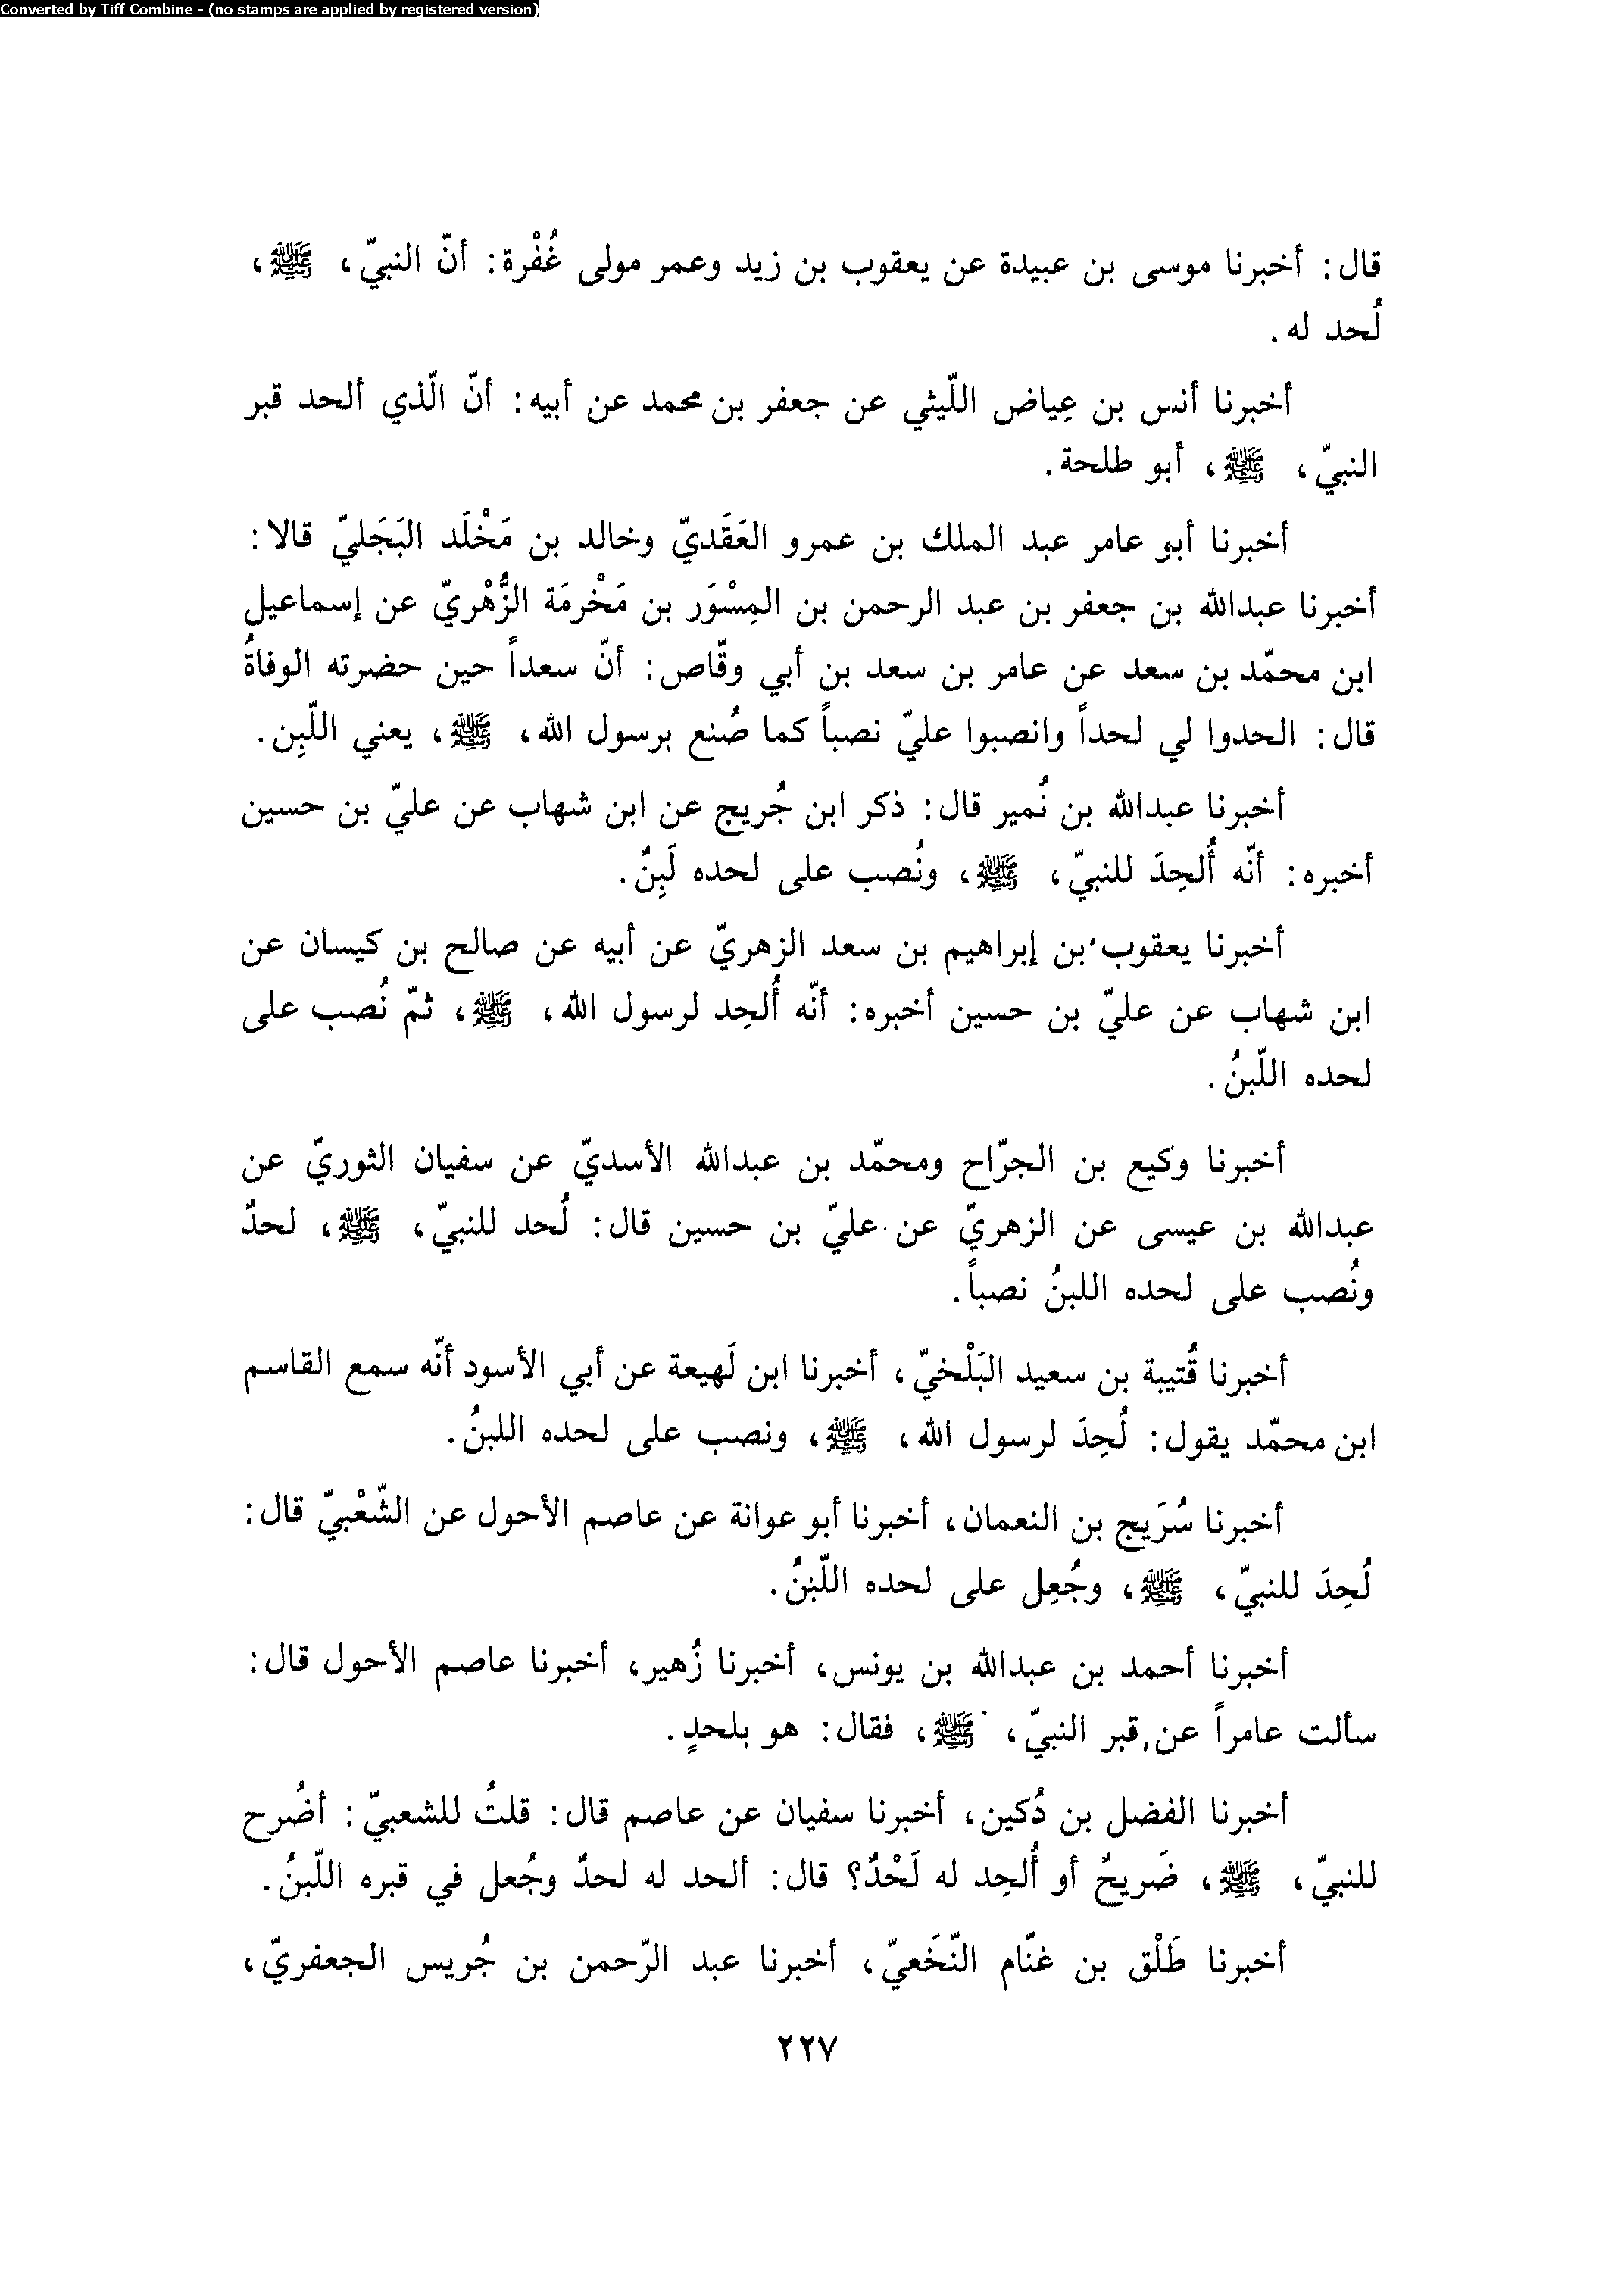 Converted by Tiff Combine - (no stamps are applied by registered version)
قال: أخبرنا موسى بن عبيدة عن يعقوب بن زيد وعمر مولى غُفْرة: أنّ النبيّ، ﷺ،
لُحد له.
أخبرنا أنس بن عِياض اللّيثي عن جعفر بن محمد عن أبيه: أنّ الّذي ألحد قبر
النبيّ، ﷺ، أبو طلحة.
أخبرنا أبو عامر عبد الملك بن عمرو العَقَديّ وخالد بن مَخْلَد البَجَليّ قالا:
أخبرنا عبدالله بن جعفر بن عبد الرحمن بن المِسْوَر بن مَخْرمَة الزُّهْريّ عن إسماعيل
ابن محمّد بن سعد عن عامر بن سعد بن أبي وقّاص: أنّ سعداً حين حضرته الوفاةُ
قال: الحدوا لي لحداً وانصبوا عليّ نصباً كما صُنع برسول الله، ﷺ، يعني اللّبِن.
أخبرنا عبدالله بن نُمير قال: ذكر ابن جُريج عن ابن شهاب عن عليّ بن حسين
أخبره: أنّه أُلحِدَ للنبيّ، ﷺ، ونُصب على لحده لَبِنٌ.
أخبرنا يعقوب بن إبراهيم بن سعد الزهريّ عن أبيه عن صالح بن كيسان عن
ابن شهاب عن عليّ بن حسين أخبره: أنّه أُلحِد لرسول الله، ﷺ، ثمّ نُصب على
لحده اللّبنُ.
أخبرنا وكيع بن الجرّاح ومحمّد بن عبدالله الأسديّ عن سفيان الثوريّ عن
عبدالله بن عيسى عن الزهريّ عن عليّ بن حسين قال: لُحد للنبيّ، ﷺ، لحدٌ
ونُصب على لحده اللبنُ نصباً.
أخبرنا قُتيبة بن سعيد البَلْخيّ، أخبرنا ابن لَهيعة عن أبي الأسود أنّه سمع القاسم
ابن محمّد يقول: لُحِدَ لرسول الله، ﷺ، ونصب على لحده اللبنُ.
أخبرنا سُرَيج بن النعمان، أخبرنا أبو عوانة عن عاصم الأحول عن الشّعْبيّ قال:
لُحِدَ للنبيّ، ﷺ، وجُعِل على لحده اللّبنُ.
أخبرنا أحمد بن عبدالله بن يونس، أخبرنا زُهير، أخبرنا عاصم الأحول قال:
سألت عامراً عن قبر النبيّ، ﷺ، فقال: هو بلحدٍ.
أخبرنا الفضل بن دُكين، أخبرنا سفيان عن عاصم قال: قلتُ للشعبيّ: أضُرح
للنبيّ، ﷺ، ضَريحٌ أو أُلحِد له لَحْدٌ؟ قال: ألحد له لحدٌ وجُعل في قبره اللّبنُ.
أخبرنا طَلْق بن غنّام النّخَعيّ، أخبرنا عبد الرّحمن بن جُريس الجعفريّ،
٢٢٧